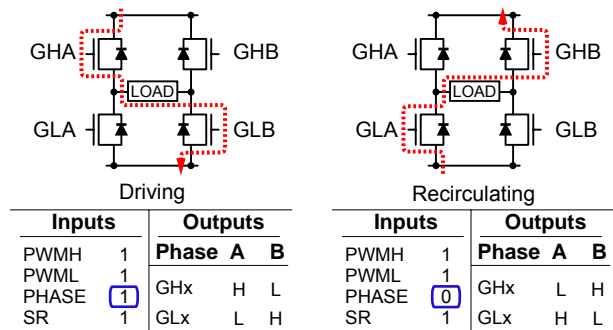 GHA GHB
LOAD
GLA GLB
Driving
Inputs Outputs
PWMH 1 Phase A B
PWML 1
PHASE 1 GHx H L
SR 1 GLx L H
GHA GHB
LOAD
GLA GLB
Recirculating
Inputs Outputs
PWMH 1 Phase A B
PWML 1
PHASE 0 GHx L H
SR 1 GLx H L